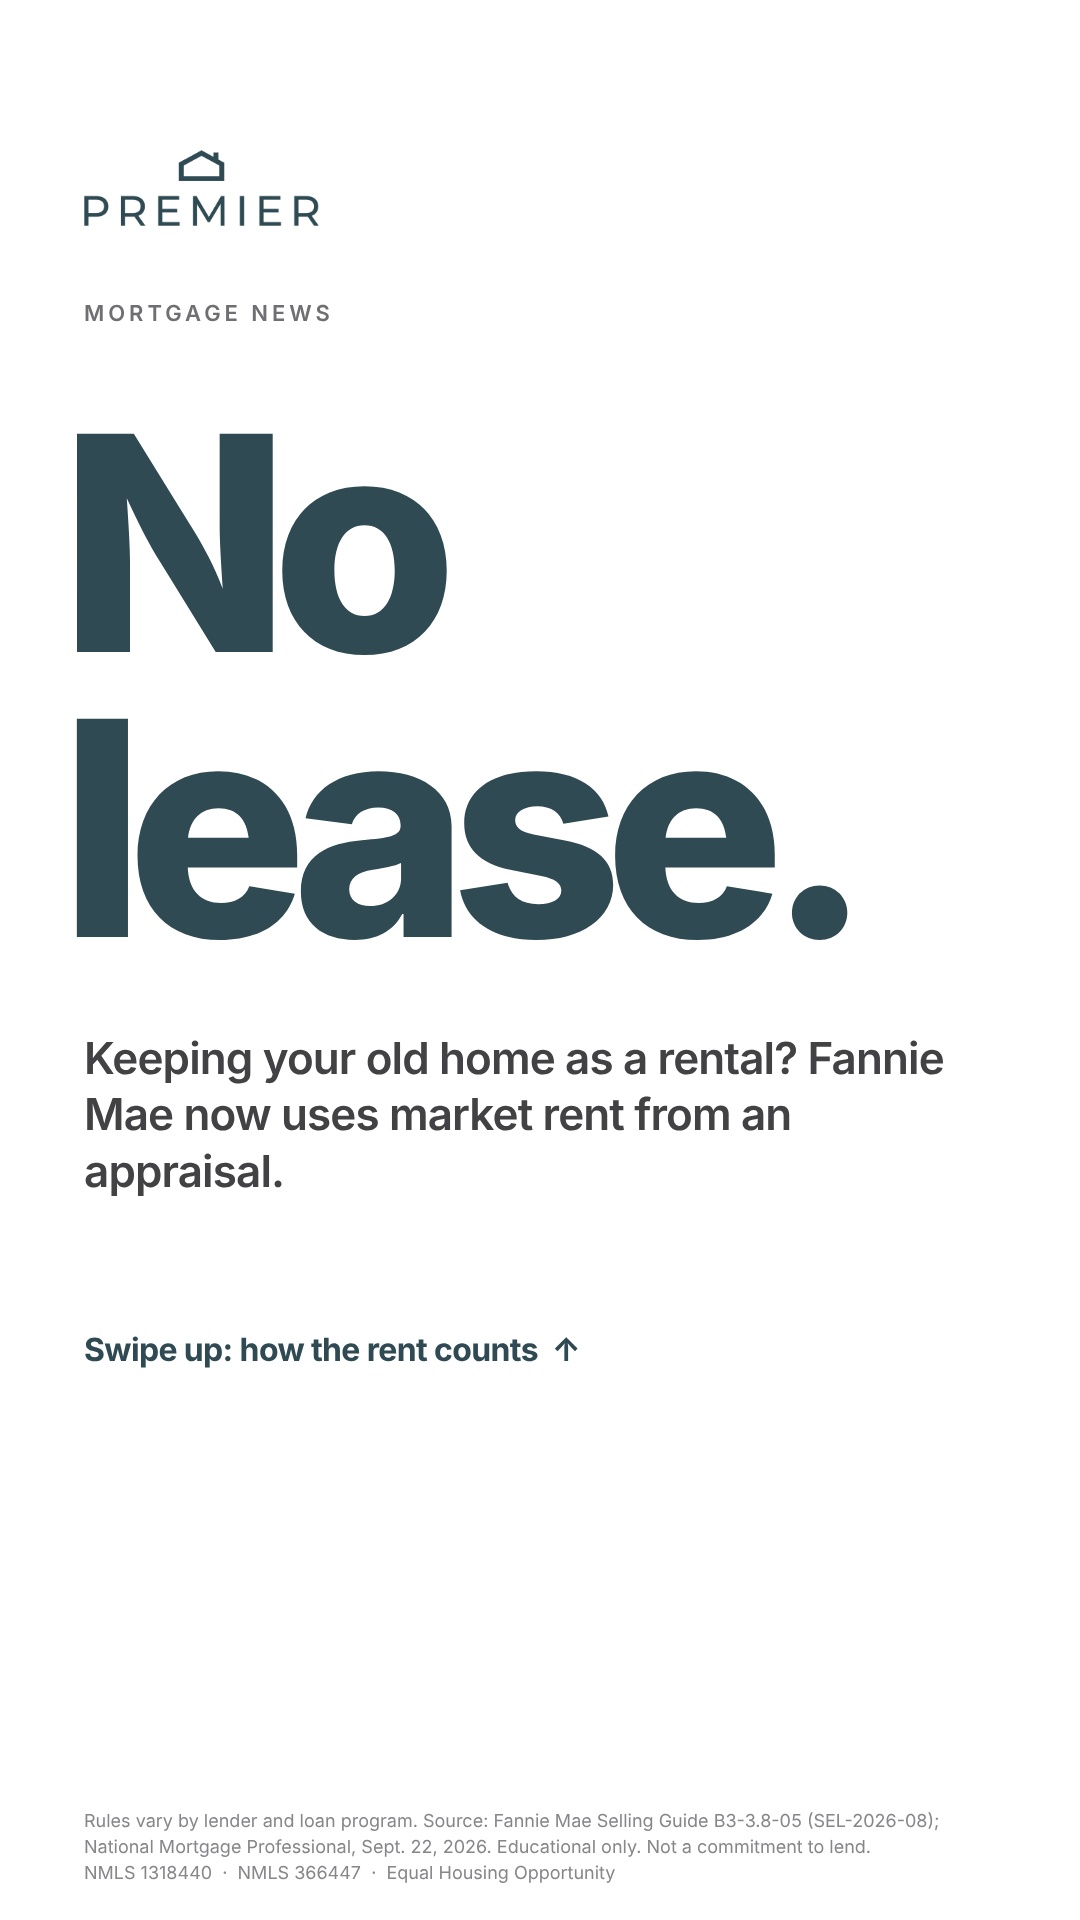 PREMIER
MORTGAGE NEWS
No
lease.
Keeping your old home as a rental? Fannie
Mae now uses market rent from an
appraisal.
Swipe up: how the rent counts ↑
Rules vary by lender and loan program. Source: Fannie Mae Selling Guide B3-3.8-05 (SEL-2026-08);
National Mortgage Professional, Sept. 22, 2026. Educational only. Not a commitment to lend.
NMLS 1318440 · NMLS 366447 · Equal Housing Opportunity